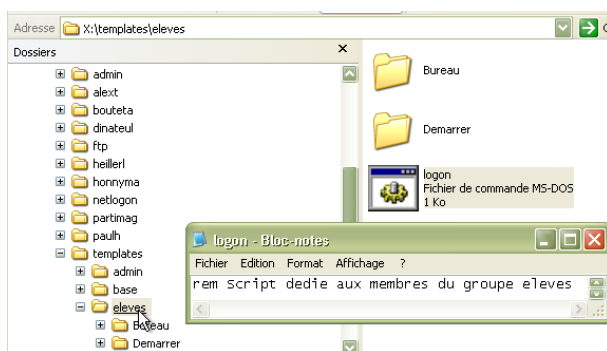 Adresse X:\templates\eleves
Dossiers
admin
alext
bouteta
dinateul
ftp
heillerl
honnyma
netlogon
partimag
paulh
templates
admin
base
eleves
Bureau
Demarrer
Bureau
Demarrer
logon
Fichier de commande MS-DOS
1 Ko
logon - Bloc-notes
Fichier Edition Format Affichage ?
rem Script dedie aux membres du groupe eleves